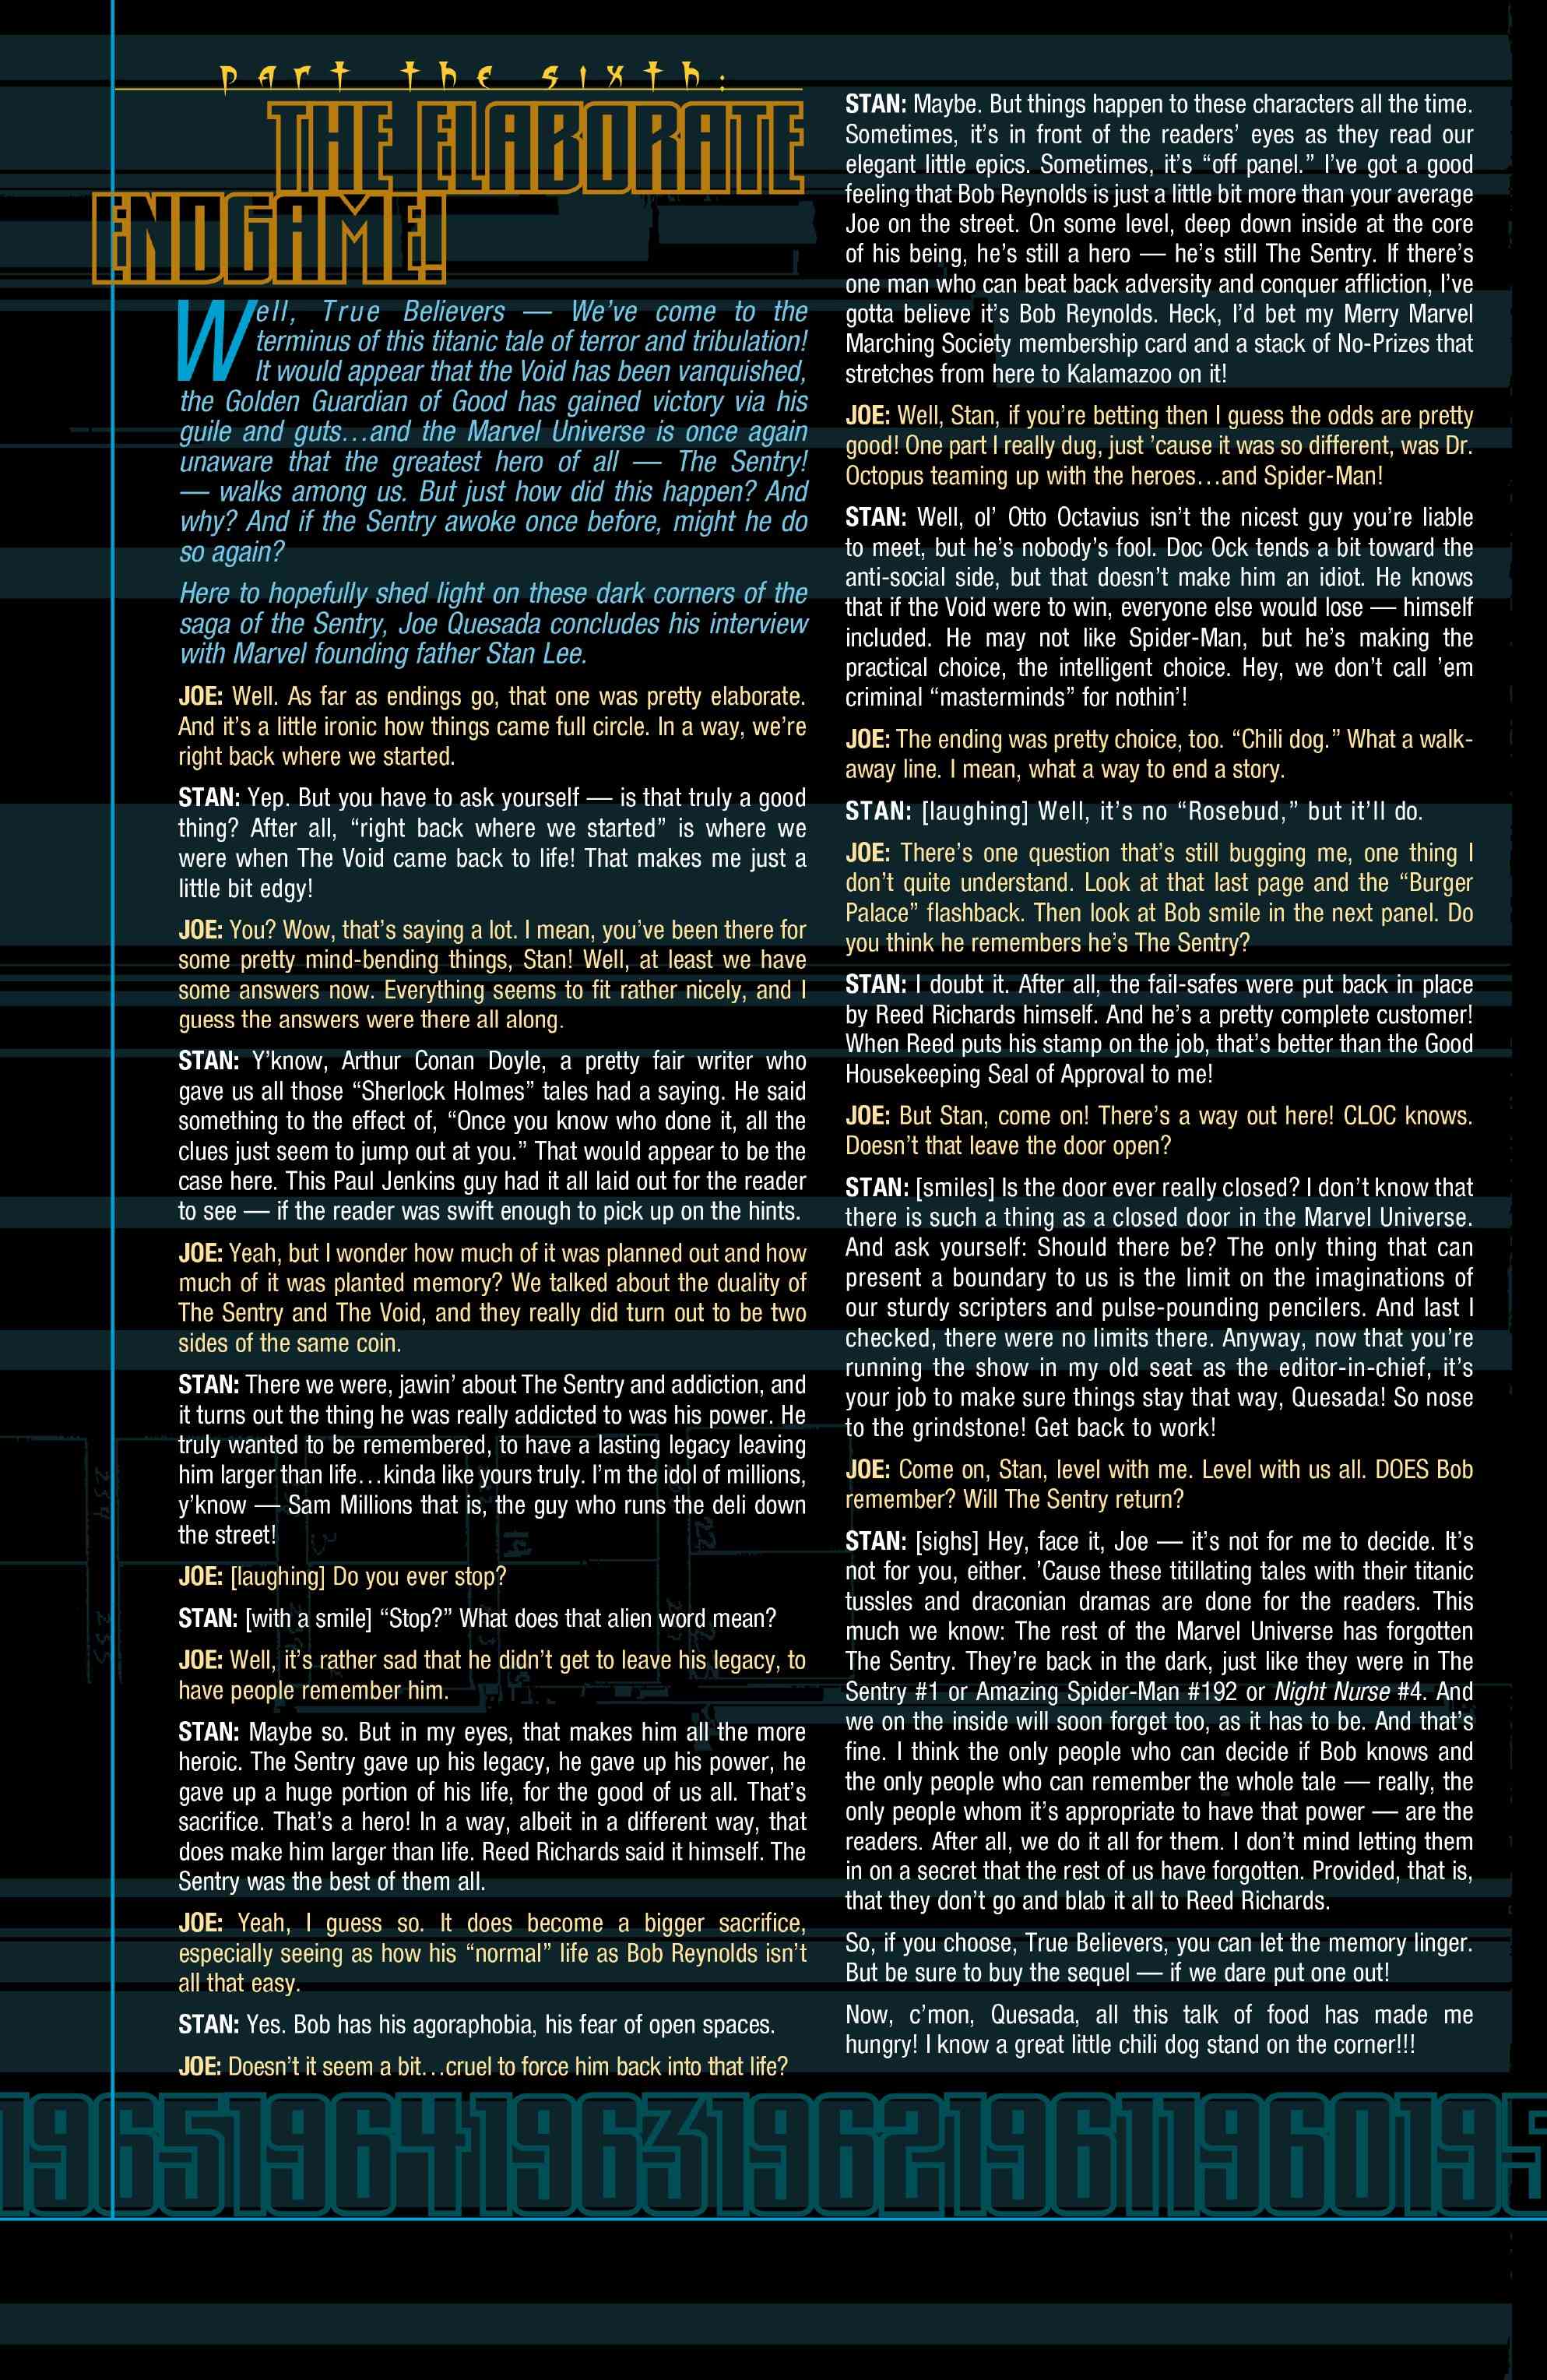 part the sixth:
THE ELABORATE
ENDGAME!
Well, True Believers — We've come to the
terminus of this titanic tale of terror and tribulation!
It would appear that the Void has been vanquished,
the Golden Guardian of Good has gained victory via his
guile and guts…and the Marvel Universe is once again
unaware that the greatest hero of all — The Sentry!
— walks among us. But just how did this happen? And
why? And if the Sentry awoke once before, might he do
so again?
Here to hopefully shed light on these dark corners of the
saga of the Sentry, Joe Quesada concludes his interview
with Marvel founding father Stan Lee.
JOE: Well. As far as endings go, that one was pretty elaborate.
And it's a little ironic how things came full circle. In a way, we're
right back where we started.
STAN: Yep. But you have to ask yourself — is that truly a good
thing? After all, “right back where we started” is where we
were when The Void came back to life! That makes me just a
little bit edgy!
JOE: You? Wow, that's saying a lot. I mean, you've been there for
some pretty mind-bending things, Stan! Well, at least we have
some answers now. Everything seems to fit rather nicely, and I
guess the answers were there all along.
STAN: Y'know, Arthur Conan Doyle, a pretty fair writer who
gave us all those “Sherlock Holmes” tales had a saying. He said
something to the effect of, “Once you know who done it, all the
clues just seem to jump out at you.” That would appear to be the
case here. This Paul Jenkins guy had it all laid out for the reader
to see — if the reader was swift enough to pick up on the hints.
JOE: Yeah, but I wonder how much of it was planned out and how
much of it was planted memory? We talked about the duality of
The Sentry and The Void, and they really did turn out to be two
sides of the same coin.
STAN: There we were, jawin' about The Sentry and addiction, and
it turns out the thing he was really addicted to was his power. He
truly wanted to be remembered, to have a lasting legacy leaving
him larger than life…kinda like yours truly. I'm the idol of millions,
y'know — Sam Millions that is, the guy who runs the deli down
the street!
JOE: [laughing] Do you ever stop?
STAN: [with a smile] “Stop?” What does that alien word mean?
JOE: Well, it's rather sad that he didn't get to leave his legacy, to
have people remember him.
STAN: Maybe so. But in my eyes, that makes him all the more
heroic. The Sentry gave up his legacy, he gave up his power, he
gave up a huge portion of his life, for the good of us all. That's
sacrifice. That's a hero! In a way, albeit in a different way, that
does make him larger than life. Reed Richards said it himself. The
Sentry was the best of them all.
JOE: Yeah, I guess so. It does become a bigger sacrifice,
especially seeing as how his “normal” life as Bob Reynolds isn't
all that easy.
STAN: Yes. Bob has his agoraphobia, his fear of open spaces.
JOE: Doesn't it seem a bit…cruel to force him back into that life?
STAN: Maybe. But things happen to these characters all the time.
Sometimes, it's in front of the readers' eyes as they read our
elegant little epics. Sometimes, it's “off panel.” I've got a good
feeling that Bob Reynolds is just a little bit more than your average
Joe on the street. On some level, deep down inside at the core
of his being, he's still a hero — he's still The Sentry. If there's
one man who can beat back adversity and conquer affliction, I've
gotta believe it's Bob Reynolds. Heck, I'd bet my Merry Marvel
Marching Society membership card and a stack of No-Prizes that
stretches from here to Kalamazoo on it!
JOE: Well, Stan, if you're betting then I guess the odds are pretty
good! One part I really dug, just 'cause it was so different, was Dr.
Octopus teaming up with the heroes…and Spider-Man!
STAN: Well, ol' Otto Octavius isn't the nicest guy you're liable
to meet, but he's nobody's fool. Doc Ock tends a bit toward the
anti-social side, but that doesn't make him an idiot. He knows
that if the Void were to win, everyone else would lose — himself
included. He may not like Spider-Man, but he's making the
practical choice, the intelligent choice. Hey, we don't call 'em
criminal “masterminds” for nothin'!
JOE: The ending was pretty choice, too. “Chili dog.” What a walk-
away line. I mean, what a way to end a story.
STAN: [laughing] Well, it's no “Rosebud,” but it'll do.
JOE: There's one question that's still bugging me, one thing I
don't quite understand. Look at that last page and the “Burger
Palace” flashback. Then look at Bob smile in the next panel. Do
you think he remembers he's The Sentry?
STAN: I doubt it. After all, the fail-safes were put back in place
by Reed Richards himself. And he's a pretty complete customer!
When Reed puts his stamp on the job, that's better than the Good
Housekeeping Seal of Approval to me!
JOE: But Stan, come on! There's a way out here! CLOC knows.
Doesn't that leave the door open?
STAN: [smiles] Is the door ever really closed? I don't know that
there is such a thing as a closed door in the Marvel Universe.
And ask yourself: Should there be? The only thing that can
present a boundary to us is the limit on the imaginations of
our sturdy scripters and pulse-pounding pencilers. And last I
checked, there were no limits there. Anyway, now that you're
running the show in my old seat as the editor-in-chief, it's
your job to make sure things stay that way, Quesada! So nose
to the grindstone! Get back to work!
JOE: Come on, Stan, level with me. Level with us all. DOES Bob
remember? Will The Sentry return?
STAN: [sighs] Hey, face it, Joe — it's not for me to decide. It's
not for you, either. 'Cause these titillating tales with their titanic
tussles and draconian dramas are done for the readers. This
much we know: The rest of the Marvel Universe has forgotten
The Sentry. They're back in the dark, just like they were in The
Sentry #1 or Amazing Spider-Man #192 or Night Nurse #4. And
we on the inside will soon forget too, as it has to be. And that's
fine. I think the only people who can decide if Bob knows and
the only people who can remember the whole tale — really, the
only people whom it's appropriate to have that power — are the
readers. After all, we do it all for them. I don't mind letting them
in on a secret that the rest of us have forgotten. Provided, that is,
that they don't go and blab it all to Reed Richards.
So, if you choose, True Believers, you can let the memory linger.
But be sure to buy the sequel — if we dare put one out!
Now, c'mon, Quesada, all this talk of food has made me
hungry! I know a great little chili dog stand on the corner!!!
1965 1964 1963 1962 1961 1960 195